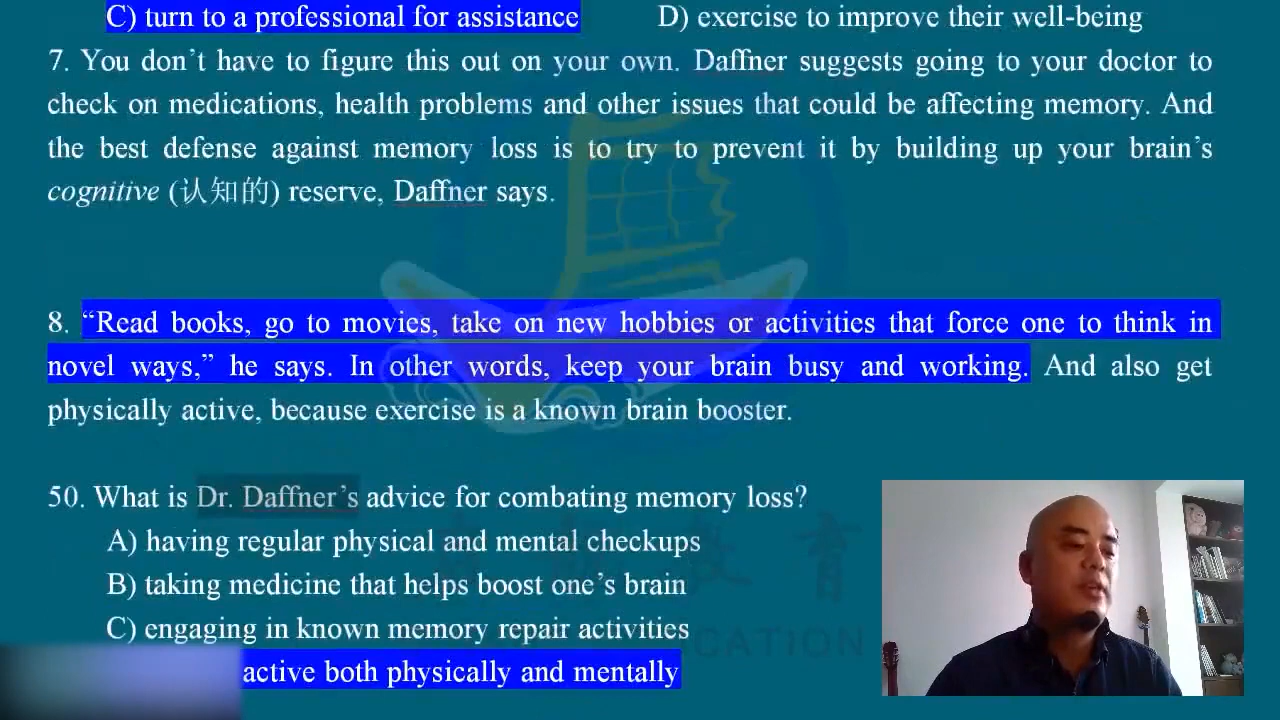 C) turn to a professional for assistance D) exercise to improve their well-being
7. You don’t have to figure this out on your own. Daffner suggests going to your doctor to
check on medications, health problems and other issues that could be affecting memory. And
the best defense against memory loss is to try to prevent it by building up your brain’s
cognitive (认知的) reserve, Daffner says.
8. “Read books, go to movies, take on new hobbies or activities that force one to think in
novel ways,” he says. In other words, keep your brain busy and working. And also get
physically active, because exercise is a known brain booster.
50. What is Dr. Daffner’s advice for combating memory loss?
A) having regular physical and mental checkups
B) taking medicine that helps boost one’s brain
C) engaging in known memory repair activities
active both physically and mentally